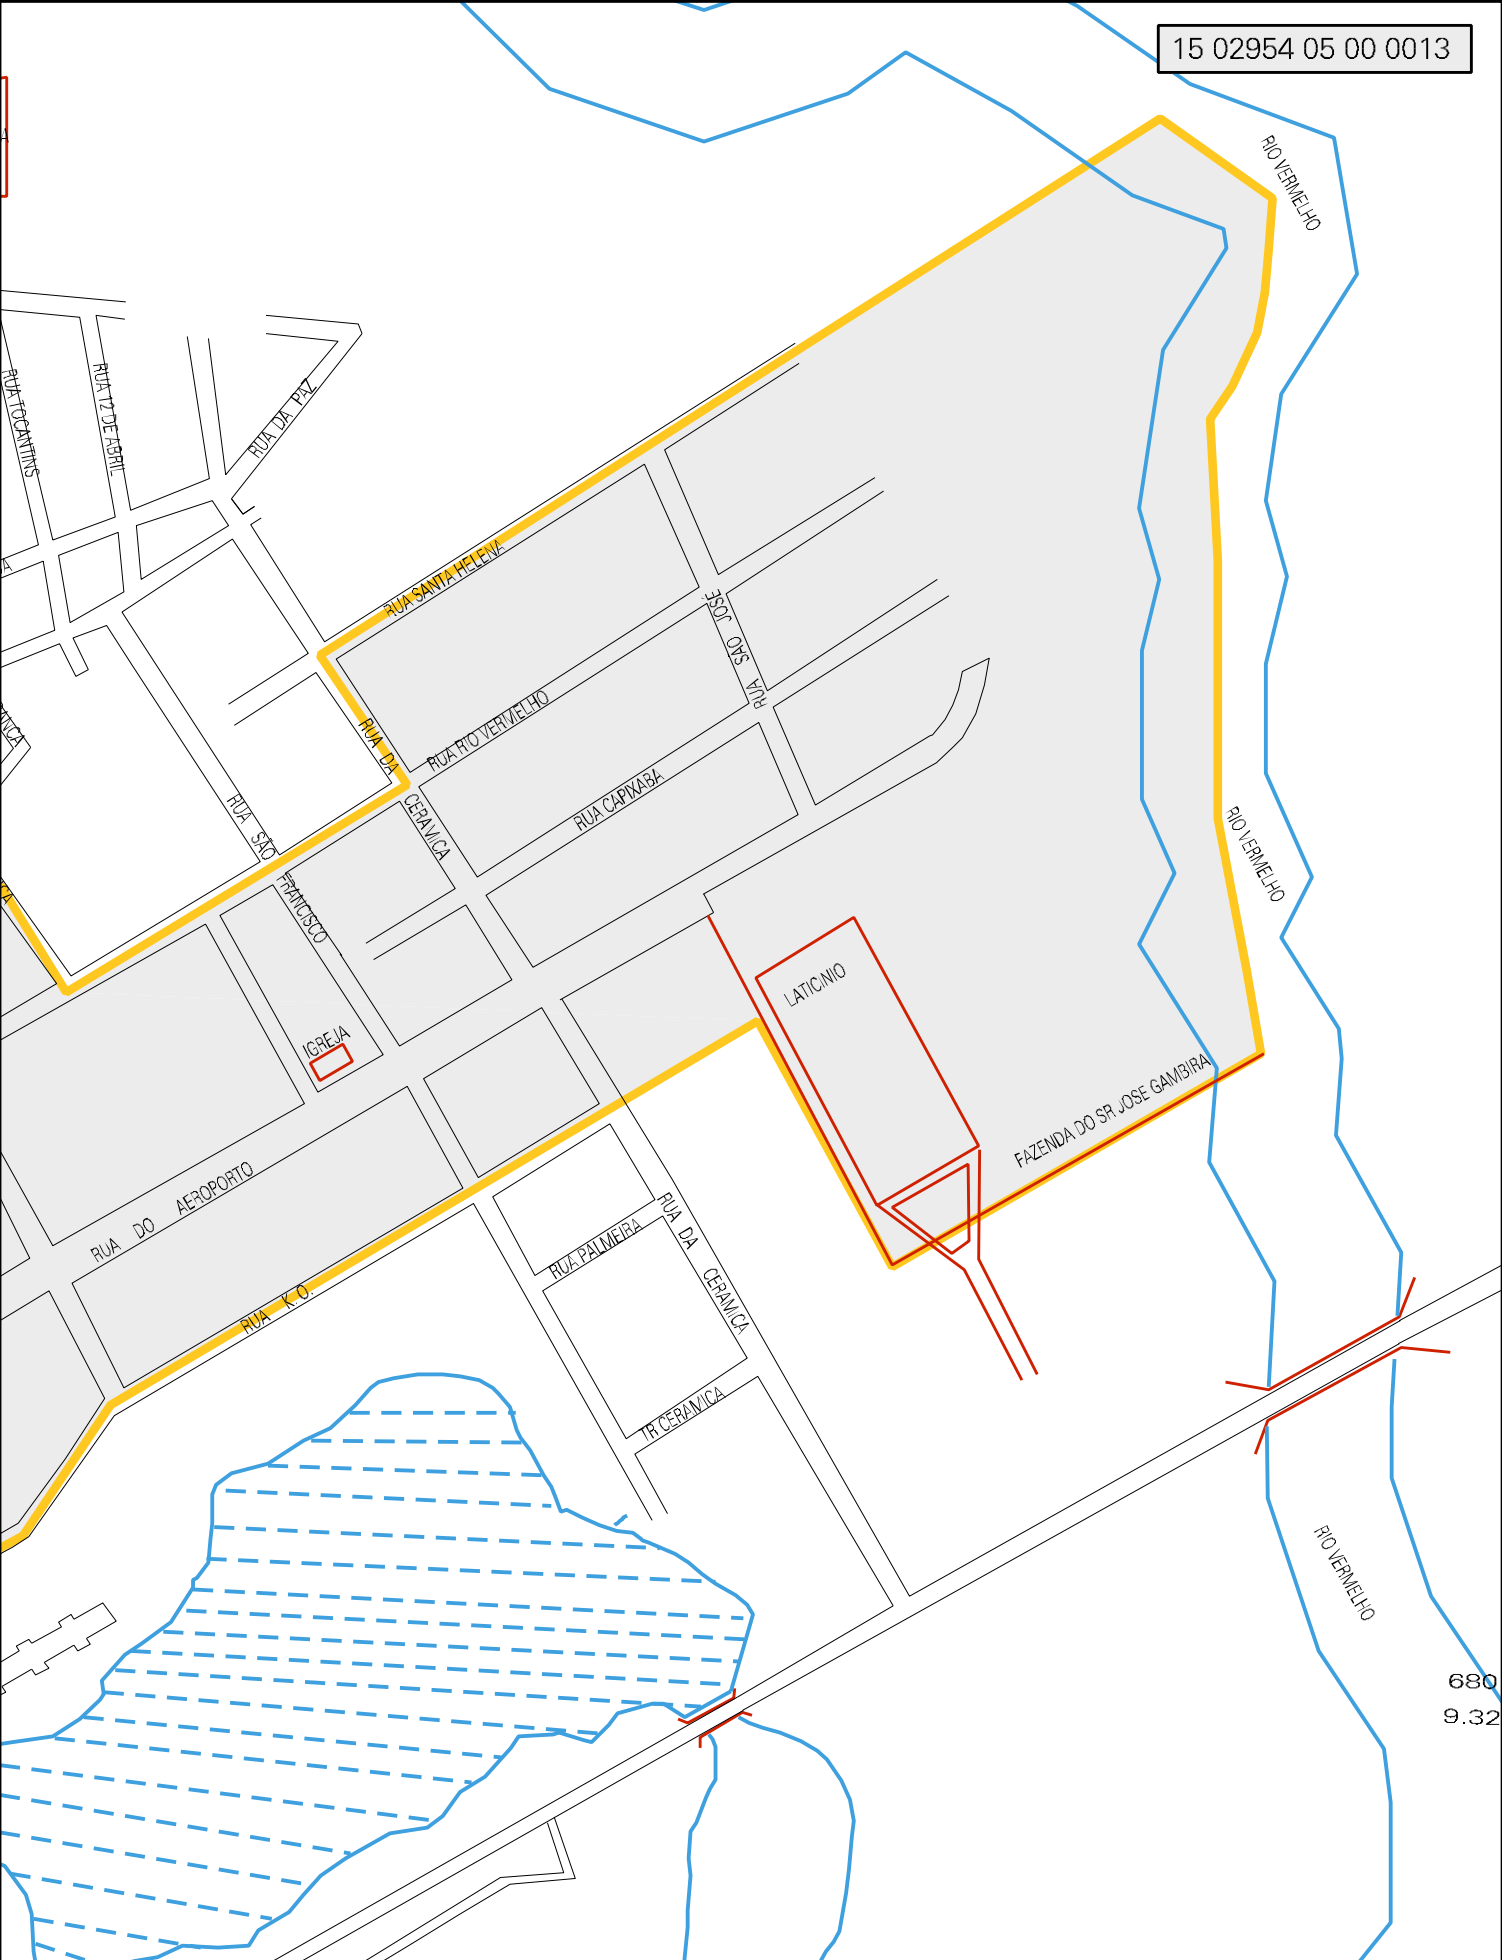 15 02954 05 00 0013
RIO VERMELHO
RUA TOCANTINS
RUA 12 DE ABRIL
RUA DA PAZ
RUA SANTA HELENA
RUA SAO JOSE
RUA RIO VERMELHO
RUA DA CERAMICA
RUA CAPIXABA
RUA SÃO FRANCISCO
RIO VERMELHO
LATICINIO
IGREJA
FAZENDA DO SR JOSE GAMBIRA
RUA DO AEROPORTO
RUA PALMEIRA
RUA DA CERAMICA
RUA K.O.
TR CERAMICA
RIO VERMELHO
680
9.32